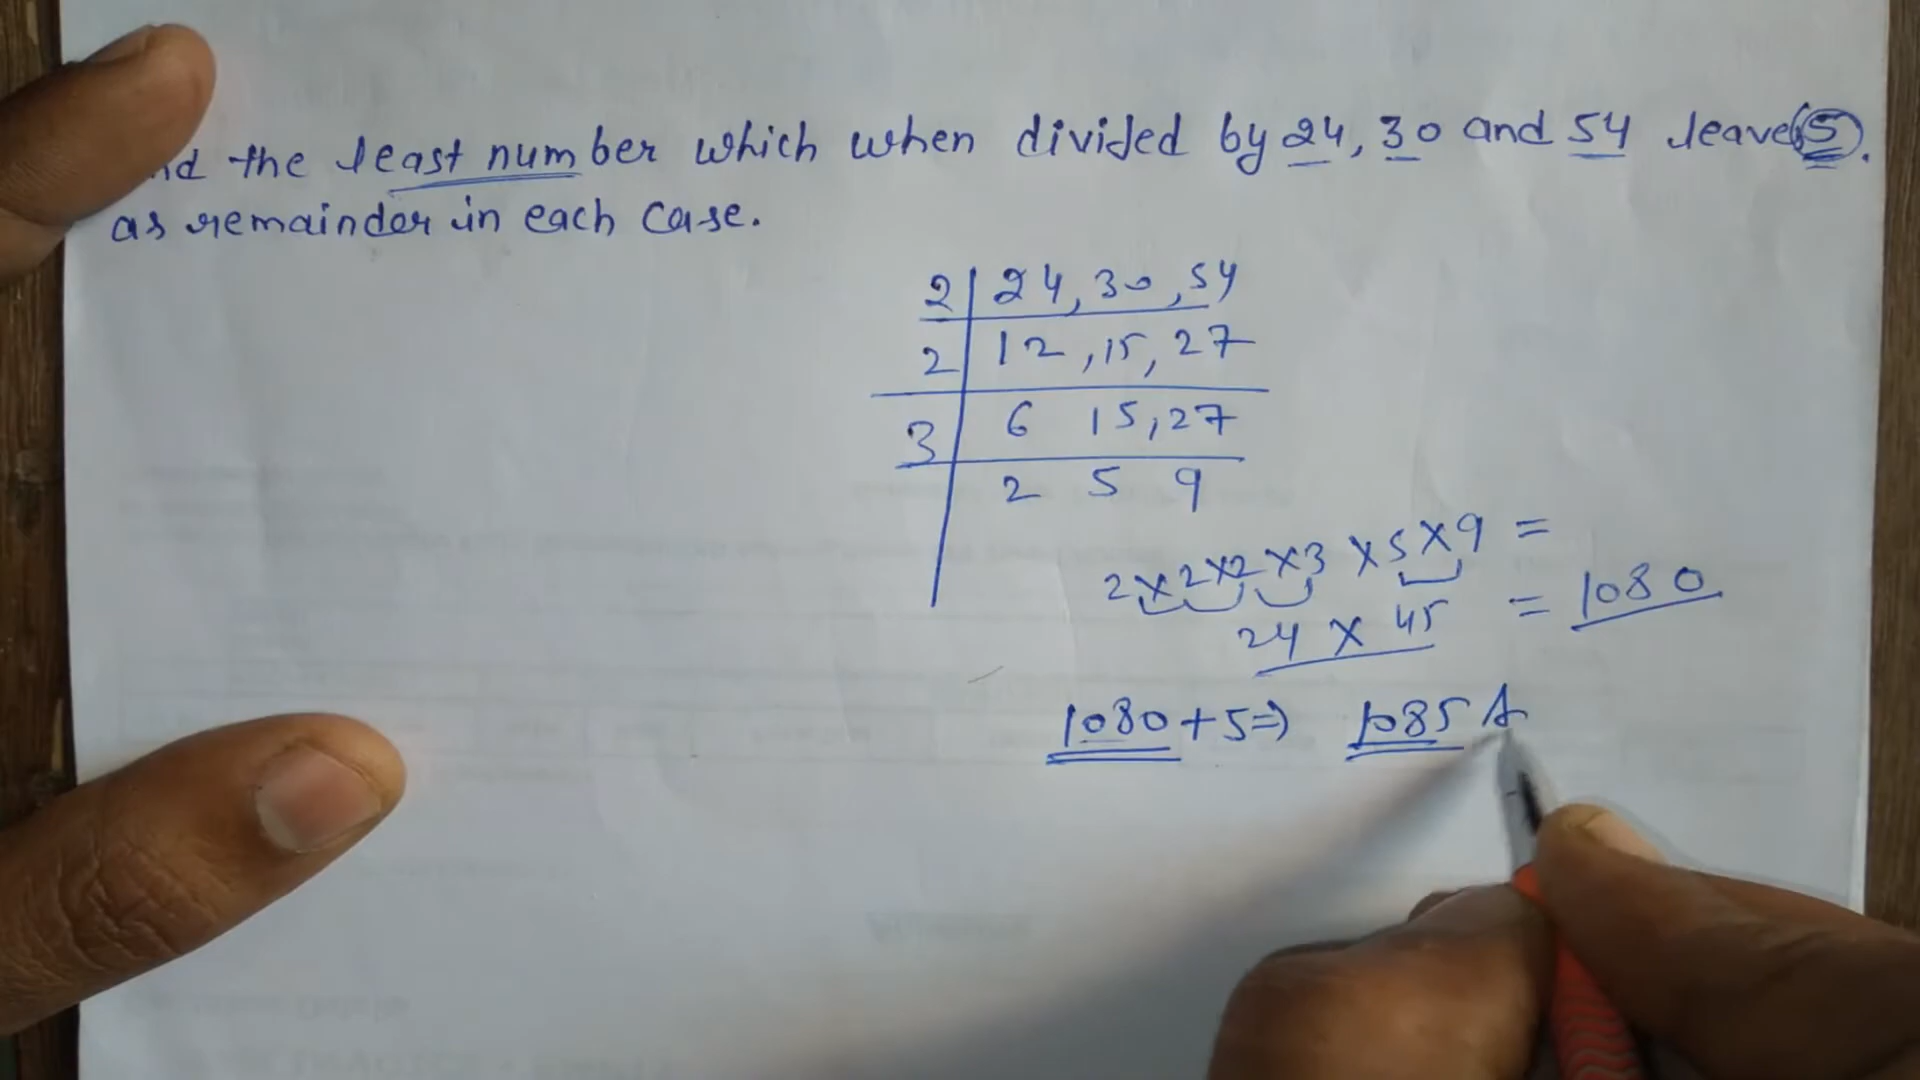 nd the least number which when divided by 24, 30 and 54 leaves 5.
as remainder in each case.
2 | 24, 30, 54
2 | 12, 15, 27
3 | 6 15, 27
2 5 9
2×2×2×3×5×9 =
24 × 45 = 1080
1080+5⇒ 1085 A